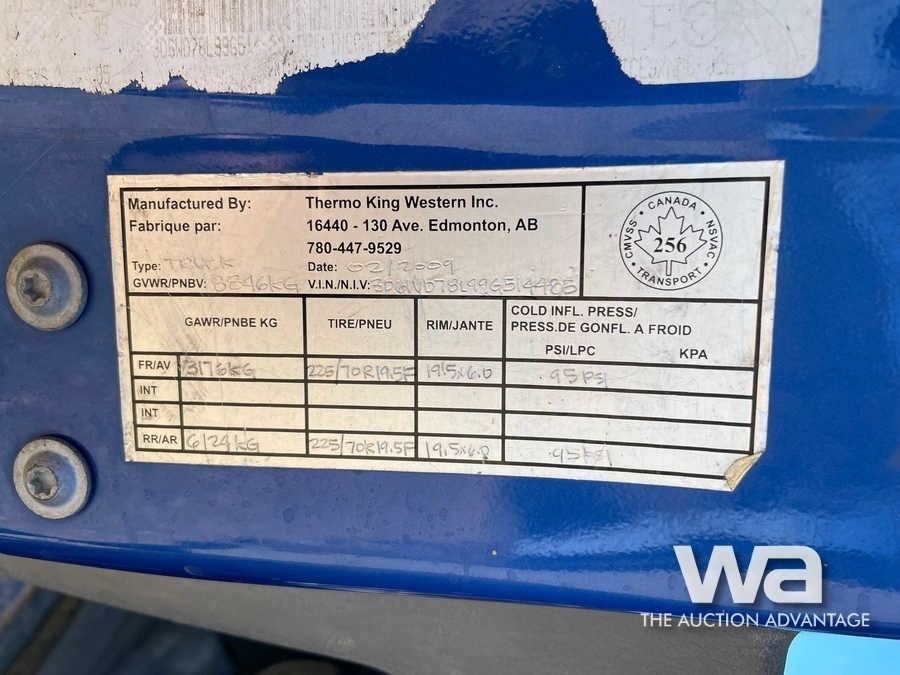 3D6WD78L99G5
Manufactured By: Thermo King Western Inc.
Fabrique par: 16440 - 130 Ave. Edmonton, AB
780-447-9529
Type: TRUCK Date: 02/2009
GVWR/PNBV: 8846KG V.I.N./N.I.V:
CMVSS · CANADA · NSVAC · TRANSPORT ·
256
GAWR/PNBE KG TIRE/PNEU RIM/JANTE COLD INFL. PRESS/
PRESS.DE GONFL. A FROID
PSI/LPC KPA
FR/AV 3176KG 225/70R19.5F 19.5x6.0 95PSI
INT
INT
RR/AR 6124KG 225/70R19.5F 19.5x6.0 95PSI
wa
THE AUCTION ADVANTAGE